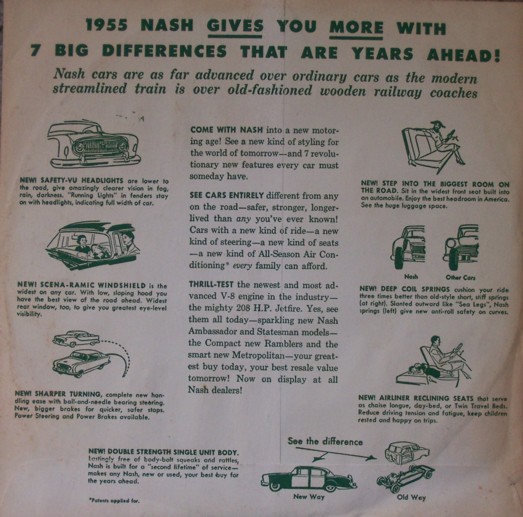 1955 NASH GIVES YOU MORE WITH
7 BIG DIFFERENCES THAT ARE YEARS AHEAD!
Nash cars are as far advanced over ordinary cars as the modern
streamlined train is over old-fashioned wooden railway coaches
NEW! SAFETY-VU HEADLIGHTS are lower to
the road, give amazingly clearer vision in fog,
rain, darkness. "Running Lights" in fenders stay
on with headlights, indicating full width of car.
NEW! SCENA-RAMIC WINDSHIELD is the
widest on any car. With low, sloping hood you
have the best view of the road ahead. Widest
rear window, too, to give you greatest eye-level
visibility.
NEW! SHARPER TURNING, complete new han-
dling ease with ball-and-needle bearing steering.
New, bigger brakes for quicker, safer stops.
Power Steering and Power Brakes available.
COME WITH NASH into a new motor-
ing age! See a new kind of styling for
the world of tomorrow—and 7 revolu-
tionary new features every car must
someday have.
SEE CARS ENTIRELY different from any
on the road—safer, stronger, longer-
lived than any you've ever known!
Cars with a new kind of ride—a new
kind of steering—a new kind of seats
—a new kind of All-Season Air Con-
ditioning* every family can afford.
THRILL-TEST the newest and most ad-
vanced V-8 engine in the industry—
the mighty 208 H.P. Jetfire. Yes, see
them all today—sparkling new Nash
Ambassador and Statesman models—
the Compact new Ramblers and the
smart new Metropolitan—your great-
est buy today, your best resale value
tomorrow! Now on display at all
Nash dealers!
NEW! STEP INTO THE BIGGEST ROOM ON
THE ROAD. Sit in the widest front seat built into
an automobile. Enjoy the best headroom in America.
See the huge luggage space.
Nash
Other Cars
NEW! DEEP COIL SPRINGS cushion your ride
three times better than old-style short, stiff springs
(at right). Slanted outward like "Sea Legs", Nash
springs (left) give new anti-roll safety on curves.
NEW! AIRLINER RECLINING SEATS that serve
as chaise longue, day-bed, or Twin Travel Beds.
Reduce driving tension and fatigue, keep children
rested and happy on trips.
NEW! DOUBLE STRENGTH SINGLE UNIT BODY.
Lastingly free of body-bolt squeaks and rattles,
Nash is built for a "second lifetime" of service—
makes any Nash, new or used, your best buy for
the years ahead.
*Patents applied for.
See the difference
New Way
Old Way